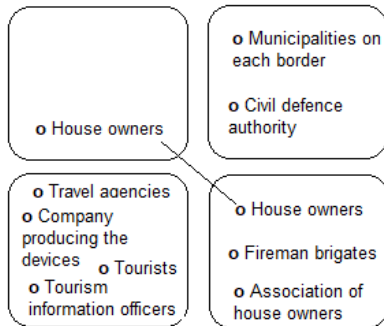 o House owners
o Municipalities on
each border
o Civil defence
authority
o Travel agencies
o Company
producing the
devices
o Tourists
o Tourism
information officers
o House owners
o Fireman brigates
o Association of
house owners